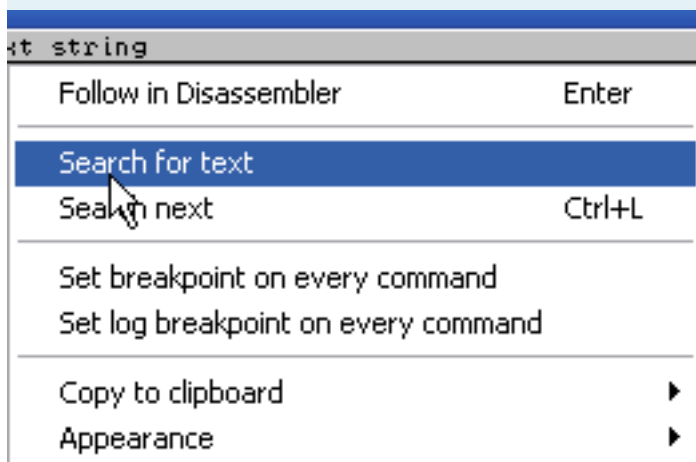 xt string
Follow in Disassembler Enter
Search for text
Search next Ctrl+L
Set breakpoint on every command
Set log breakpoint on every command
Copy to clipboard
Appearance